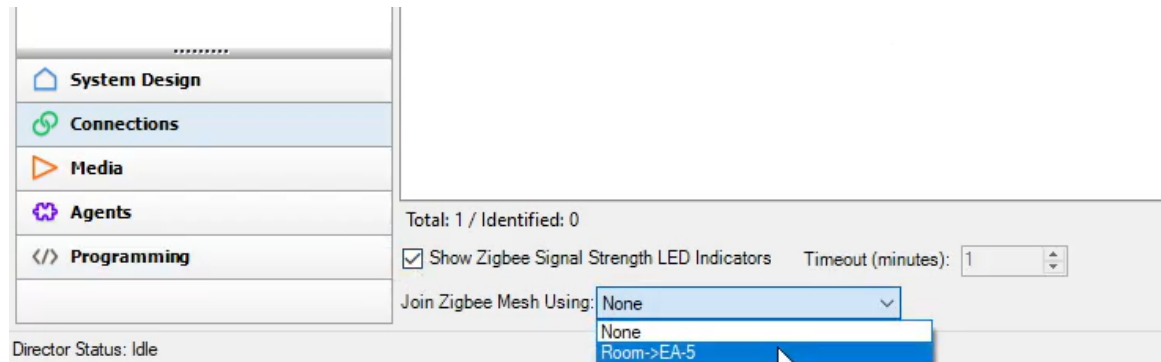 System Design
Connections
Media
Agents
Programming
Total: 1 / Identified: 0
Show Zigbee Signal Strength LED Indicators Timeout (minutes): 1
Join Zigbee Mesh Using: None
None
Room->EA-5
Director Status: Idle